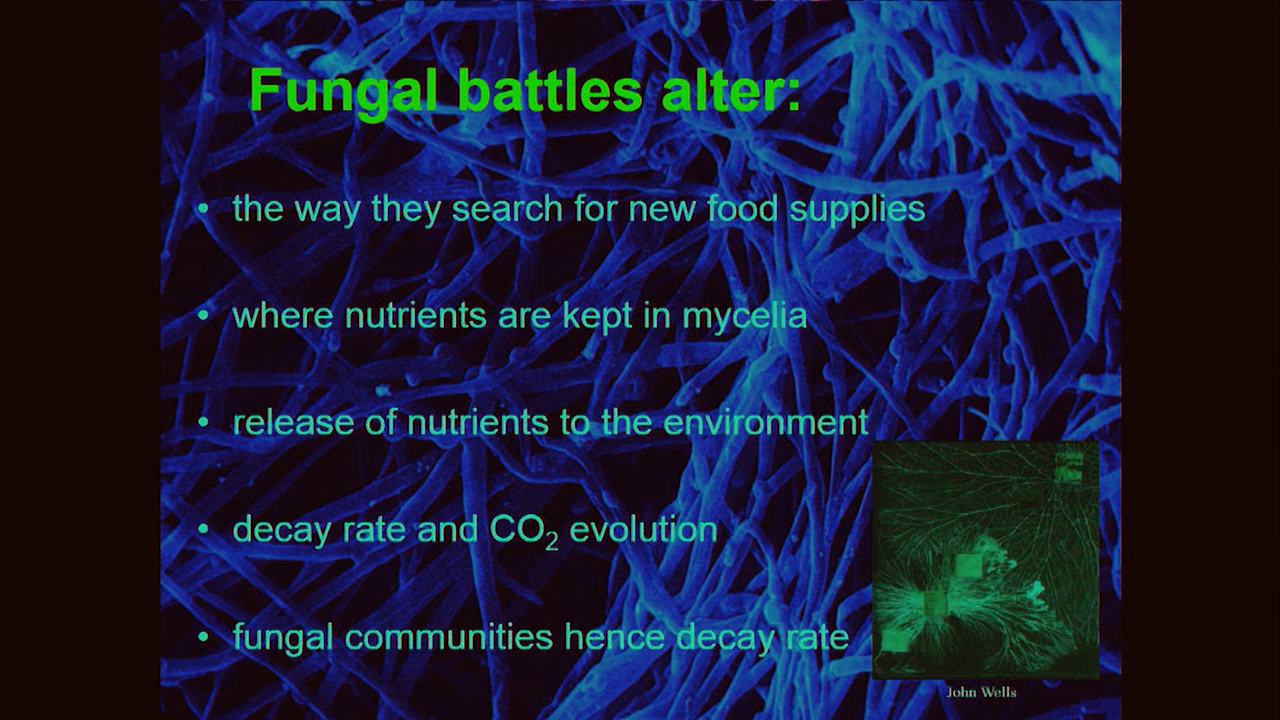 Fungal battles alter:
• the way they search for new food supplies
• where nutrients are kept in mycelia
• release of nutrients to the environment
• decay rate and CO₂ evolution
• fungal communities hence decay rate
John Wells